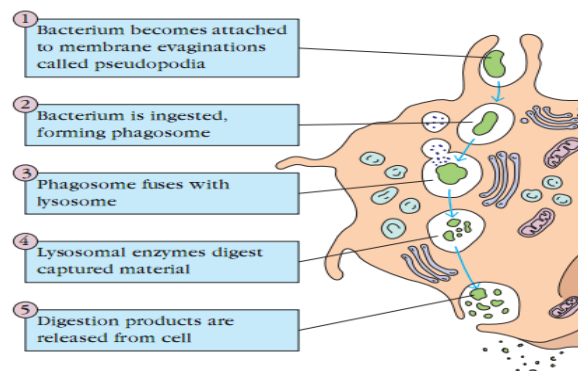 1
Bacterium becomes attached
to membrane evaginations
called pseudopodia
2
Bacterium is ingested,
forming phagosome
3
Phagosome fuses with
lysosome
4
Lysosomal enzymes digest
captured material
5
Digestion products are
released from cell